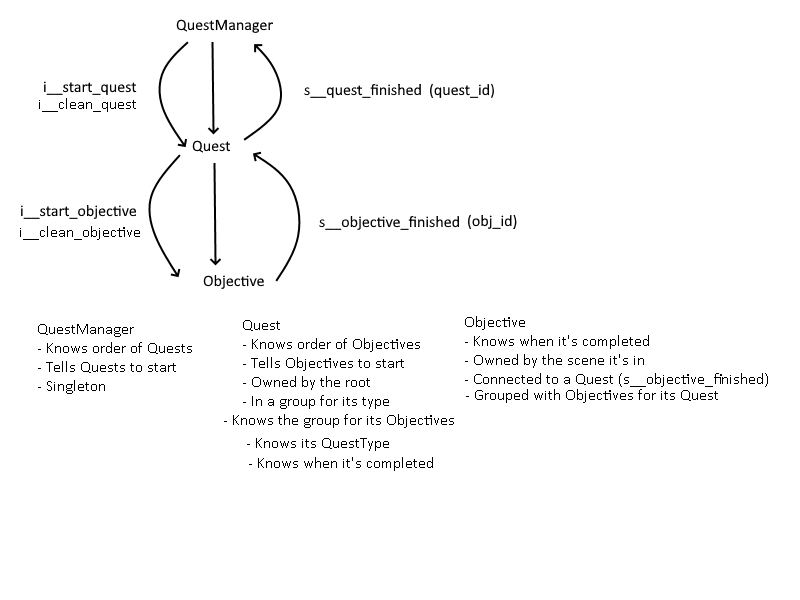 QuestManager
i__start_quest
i__clean_quest
s__quest_finished (quest_id)
Quest
i__start_objective
i__clean_objective
s__objective_finished (obj_id)
Objective
QuestManager
- Knows order of Quests
- Tells Quests to start
- Singleton
Quest
- Knows order of Objectives
- Tells Objectives to start
- Owned by the root
- In a group for its type
- Knows the group for its Objectives
- Knows its QuestType
- Knows when it's completed
Objective
- Knows when it's completed
- Owned by the scene it's in
- Connected to a Quest (s__objective_finished)
- Grouped with Objectives for its Quest